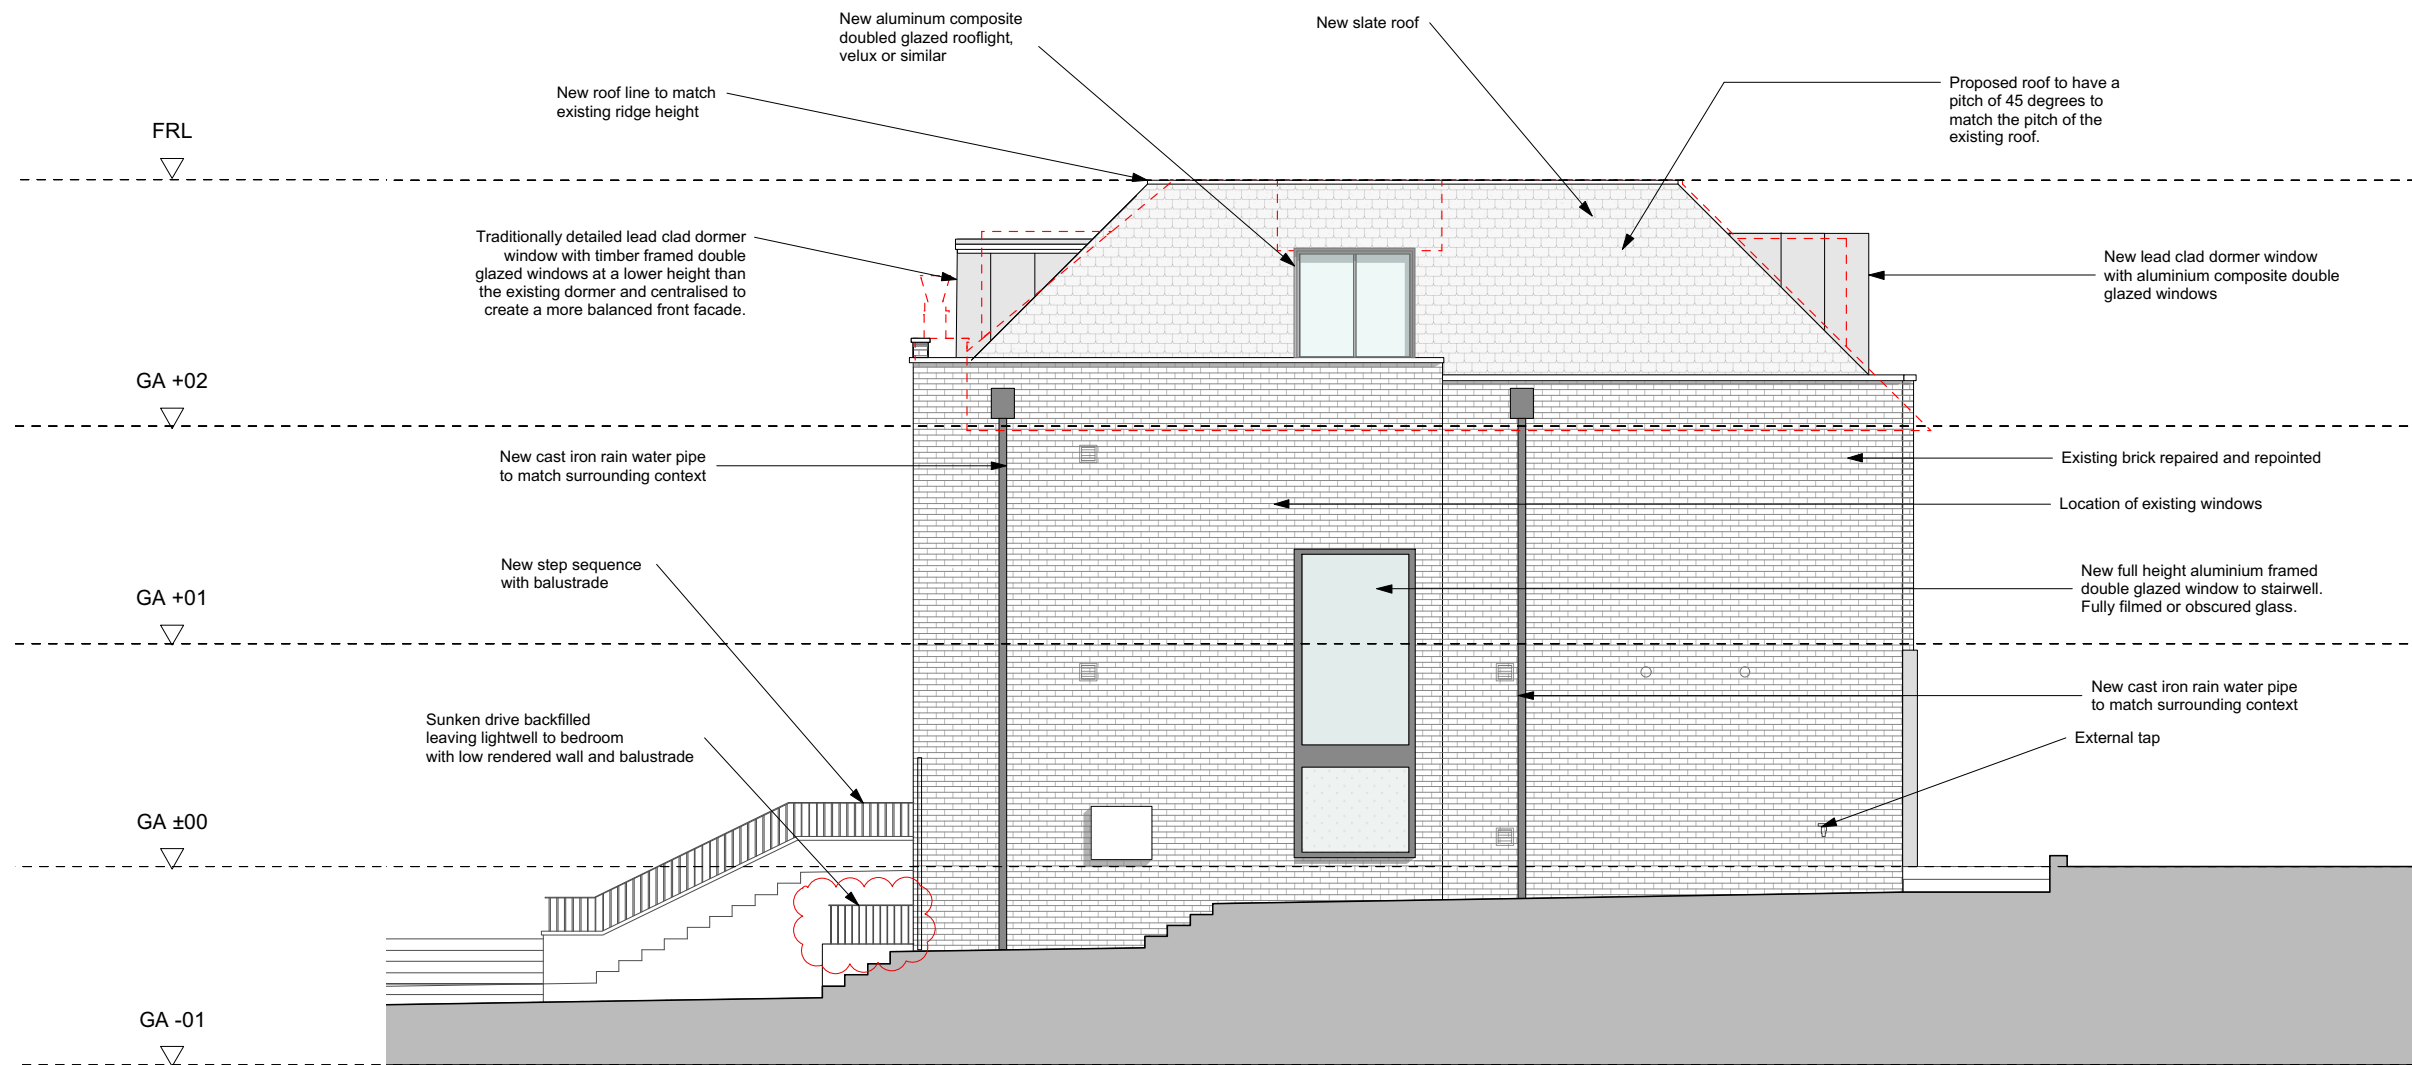 New aluminum composite
doubled glazed rooflight,
velux or similar
New slate roof
New roof line to match
existing ridge height
Proposed roof to have a
pitch of 45 degrees to
match the pitch of the
existing roof.
FRL
Traditionally detailed lead clad dormer
window with timber framed double
glazed windows at a lower height than
the existing dormer and centralised to
create a more balanced front facade.
New lead clad dormer window
with aluminium composite double
glazed windows
GA +02
New cast iron rain water pipe
to match surrounding context
Existing brick repaired and repointed
Location of existing windows
New step sequence
with balustrade
New full height aluminium framed
double glazed window to stairwell.
Fully filmed or obscured glass.
GA +01
Sunken drive backfilled
leaving lightwell to bedroom
with low rendered wall and balustrade
New cast iron rain water pipe
to match surrounding context
External tap
GA ±00
GA -01